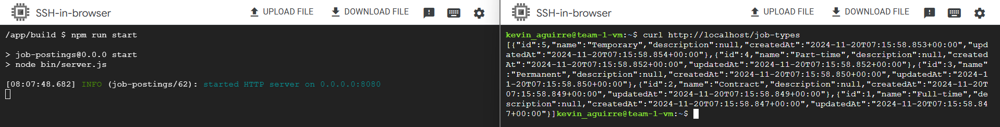 SSH-in-browser
UPLOAD FILE
DOWNLOAD FILE
/app/build $ npm run start
> job-postings@0.0.0 start
> node bin/server.js
[08:07:48.682] INFO (job-postings/62): started HTTP server on 0.0.0.0:8080
SSH-in-browser
UPLOAD FILE
DOWNLOAD FILE
kevin_aguirre@team-1-vm:~$ curl http://localhost/job-types
[{"id":5,"name":"Temporary","description":null,"createdAt":"2024-11-20T07:15:58.853+00:00","upd
atedAt":"2024-11-20T07:15:58.854+00:00"},{"id":4,"name":"Part-time","description":null,"created
At":"2024-11-20T07:15:58.852+00:00","updatedAt":"2024-11-20T07:15:58.852+00:00"},{"id":3,"name"
:"Permanent","description":null,"createdAt":"2024-11-20T07:15:58.850+00:00","updatedAt":"2024-1
1-20T07:15:58.850+00:00"},{"id":2,"name":"Contract","description":null,"createdAt":"2024-11-20T
07:15:58.849+00:00","updatedAt":"2024-11-20T07:15:58.849+00:00"},{"id":1,"name":"Full-time","de
scription":null,"createdAt":"2024-11-20T07:15:58.847+00:00","updatedAt":"2024-11-20T07:15:58.84
7+00:00"}]kevin_aguirre@team-1-vm:~$